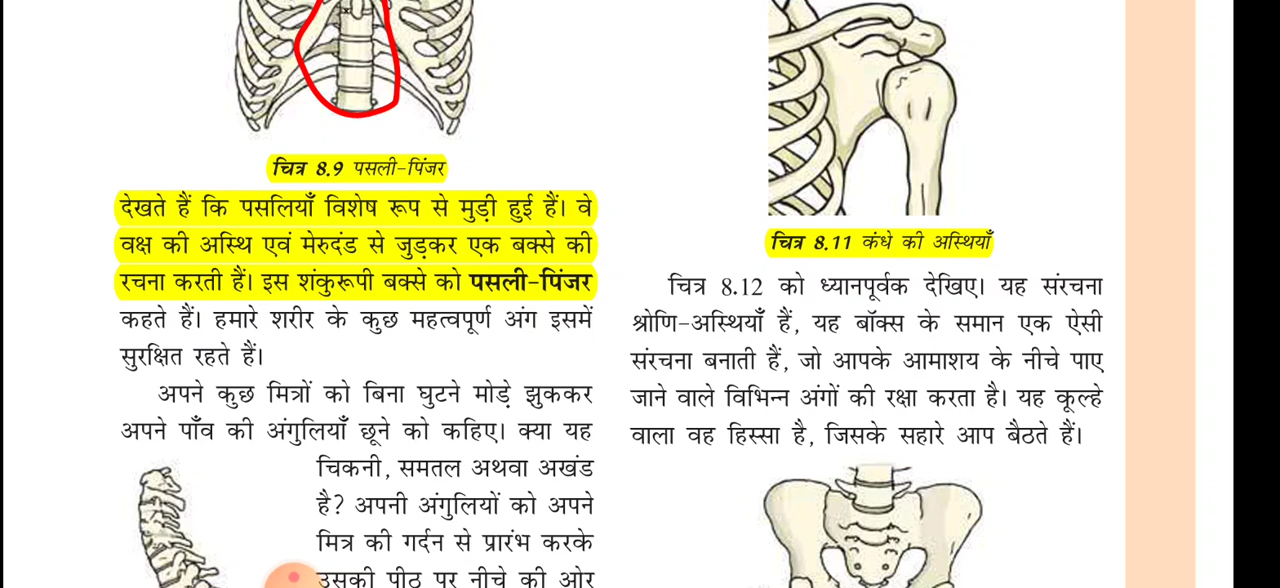 चित्र 8.9 पसली-पिंजर
देखते हैं कि पसलियाँ विशेष रूप से मुड़ी हुई हैं। वे
वक्ष की अस्थि एवं मेरुदंड से जुड़कर एक बक्से की
रचना करती हैं। इस शंकुरूपी बक्से को पसली-पिंजर
कहते हैं। हमारे शरीर के कुछ महत्वपूर्ण अंग इसमें
सुरक्षित रहते हैं।
अपने कुछ मित्रों को बिना घुटने मोड़े झुककर
अपने पाँव की अंगुलियाँ छूने को कहिए। क्या यह
चिकनी, समतल अथवा अखंड
है? अपनी अंगुलियों को अपने
मित्र की गर्दन से प्रारंभ करके
उसकी पीठ पर नीचे की ओर
चित्र 8.11 कंधे की अस्थियाँ
चित्र 8.12 को ध्यानपूर्वक देखिए। यह संरचना
श्रोणि-अस्थियाँ हैं, यह बॉक्स के समान एक ऐसी
संरचना बनाती हैं, जो आपके आमाशय के नीचे पाए
जाने वाले विभिन्न अंगों की रक्षा करता है। यह कूल्हे
वाला वह हिस्सा है, जिसके सहारे आप बैठते हैं।